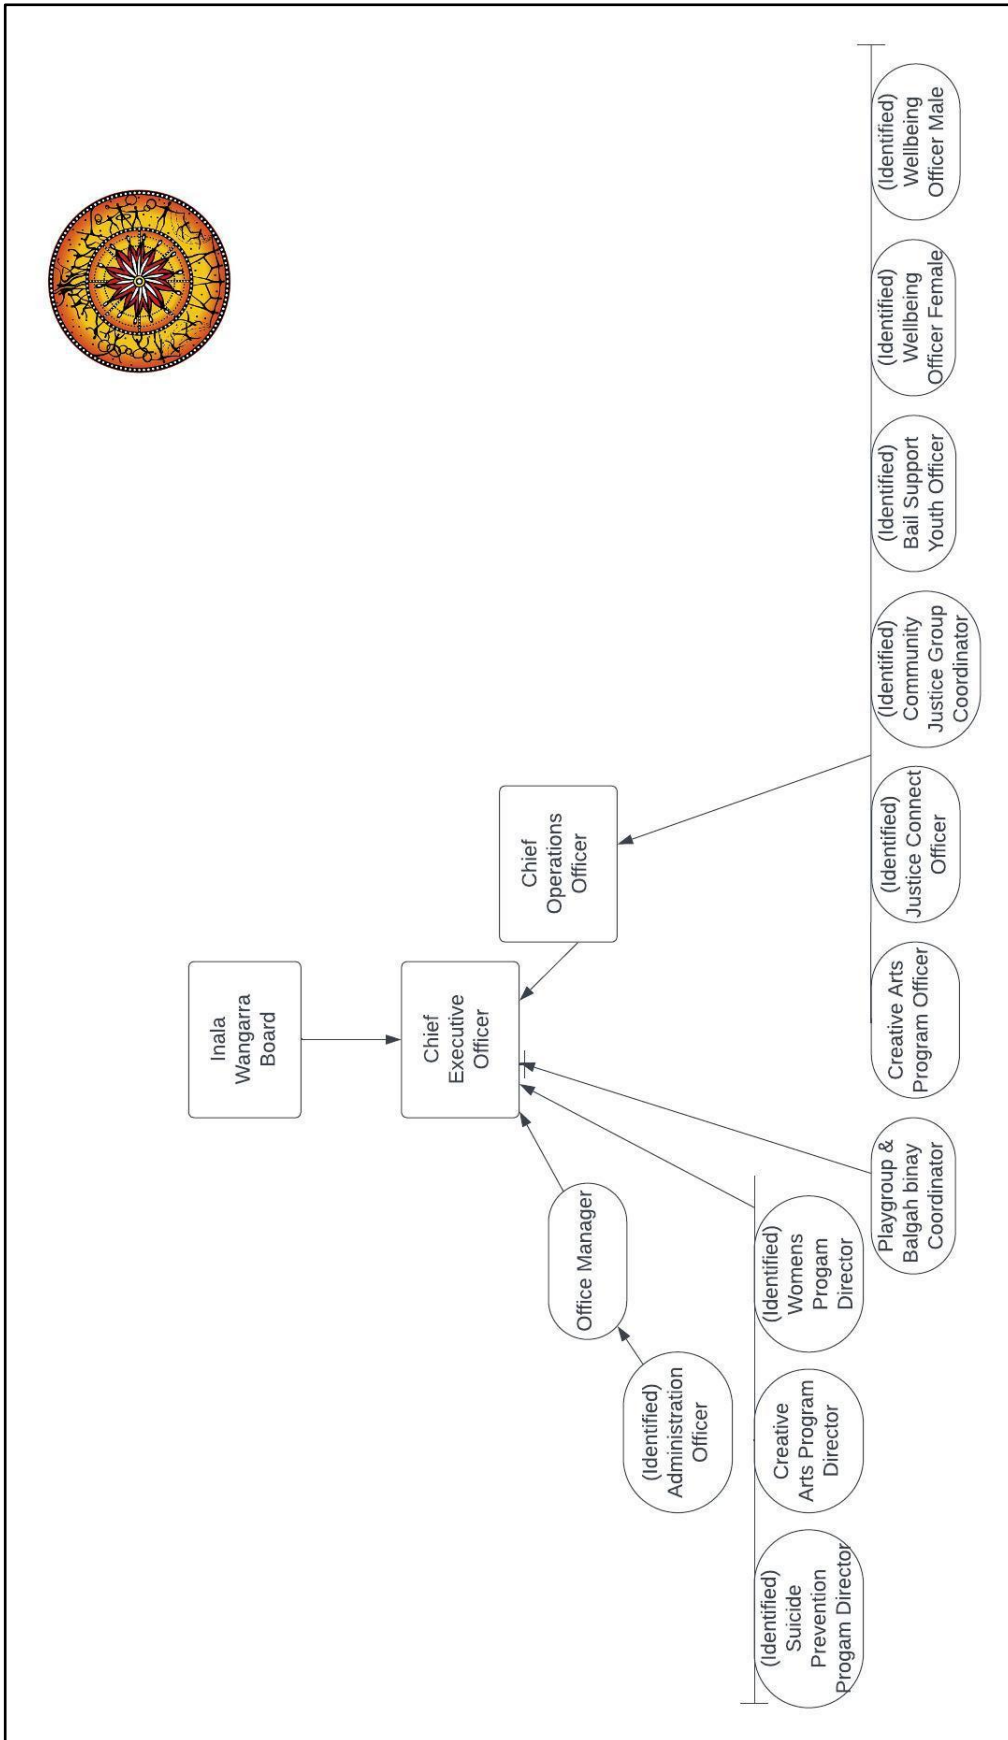 Inala
Wangarra
Board
Chief
Executive
Officer
Chief
Operations
Officer
Office Manager
(Identified)
Administration
Officer
(Identified)
Suicide
Prevention
Progam Director
Creative
Arts Program
Director
(Identified)
Womens
Progam
Director
Playgroup &
Balgah binay
Coordinator
Creative Arts
Program Officer
(Identified)
Justice Connect
Officer
(Identified)
Community
Justice Group
Coordinator
(Identified)
Bail Support
Youth Officer
(Identified)
Wellbeing
Officer Female
(Identified)
Wellbeing
Officer Male